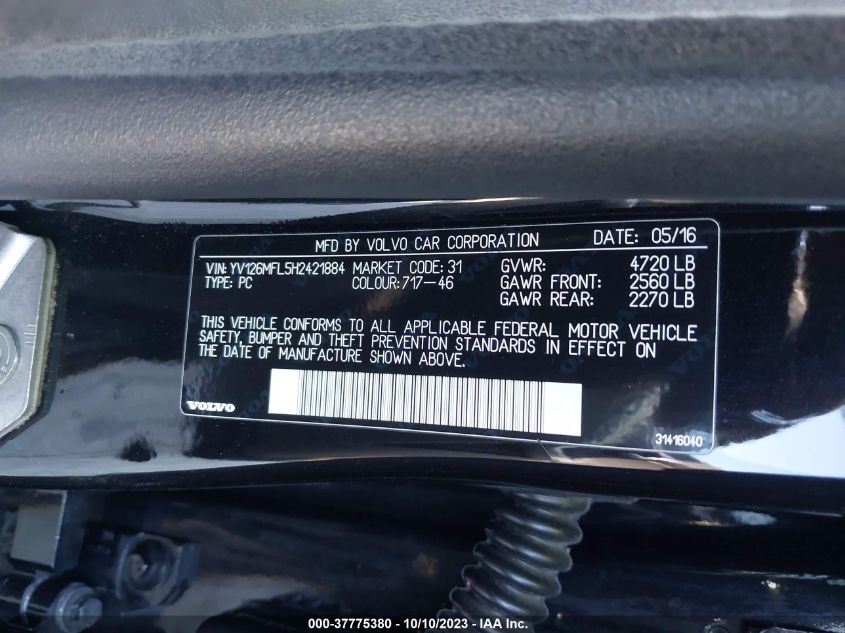 MFD BY VOLVO CAR CORPORATION DATE: 05/16
VIN: YV126MFL5H2421884 MARKET CODE: 31 GVWR: 4720 LB
TYPE: PC COLOUR: 717-46 GAWR FRONT: 2560 LB
GAWR REAR: 2270 LB
THIS VEHICLE CONFORMS TO ALL APPLICABLE FEDERAL MOTOR VEHICLE
SAFETY, BUMPER AND THEFT PREVENTION STANDARDS IN EFFECT ON
THE DATE OF MANUFACTURE SHOWN ABOVE.
VOLVO
31416040
000-37775380 - 10/10/2023 - © IAA Inc.